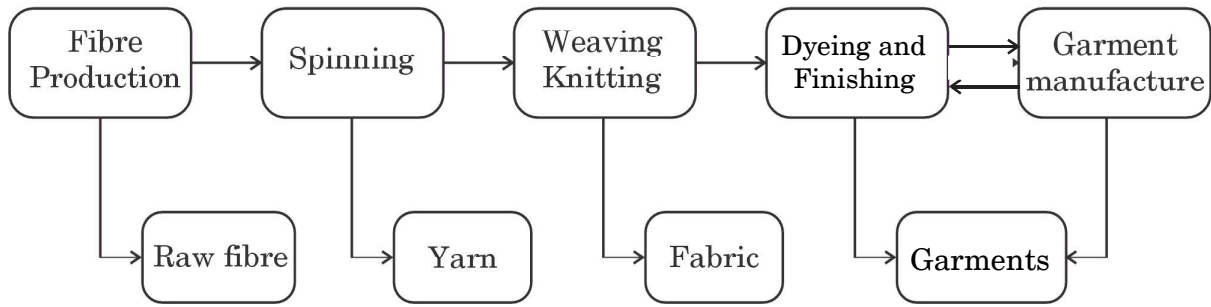 Fibre
Production
Spinning
Weaving
Knitting
Dyeing and
Finishing
Garment
manufacture
Raw fibre
Yarn
Fabric
Garments